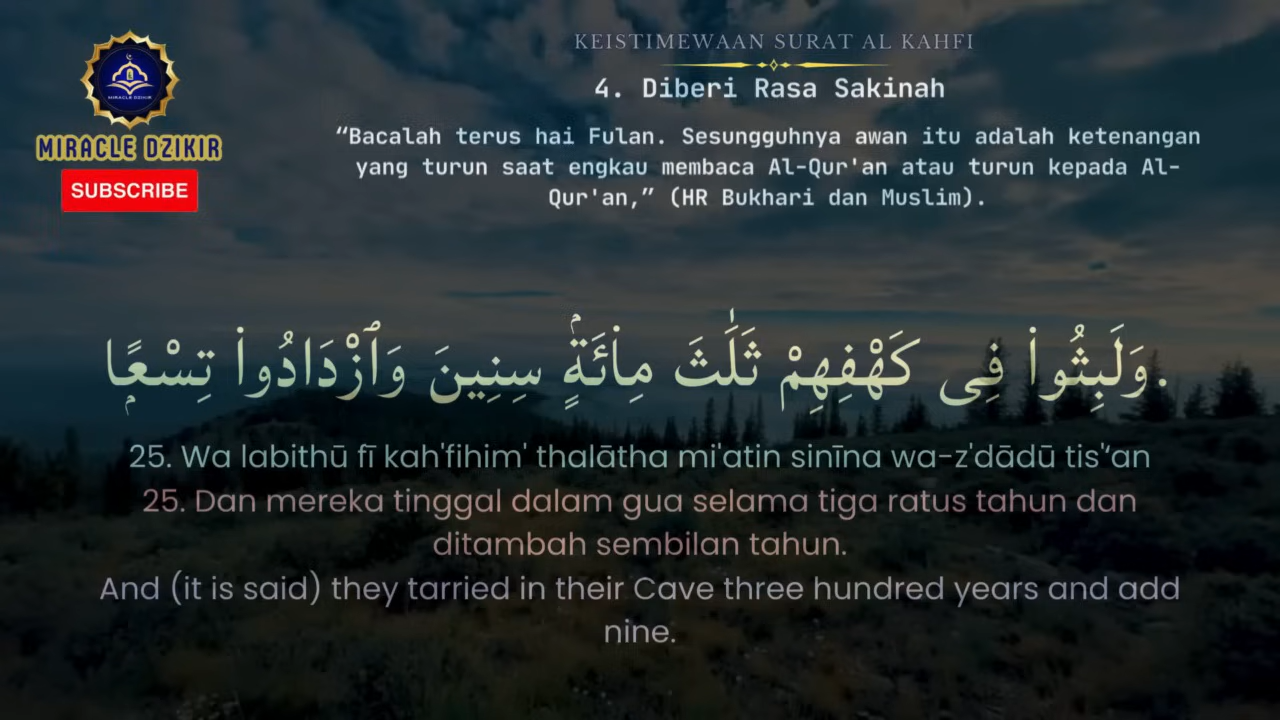 KEISTIMEWAAN SURAT AL KAHFI
4. Diberi Rasa Sakinah
“Bacalah terus hai Fulan. Sesungguhnya awan itu adalah ketenangan
yang turun saat engkau membaca Al-Qur'an atau turun kepada Al-
Qur'an,” (HR Bukhari dan Muslim).
MIRACLE DZIKIR
MIRACLE DZIKIR
SUBSCRIBE
.وَلَبِثُوا۟ فِى كَهْفِهِمْ ثَلَٰثَ مِا۟ئَةٍۢ سِنِينَ وَٱزْدَادُوا۟ تِسْعًۭا
25. Wa labithū fī kah'fihim' thalātha mi'atin sinīna wa-z'dādū tis'ʿan
25. Dan mereka tinggal dalam gua selama tiga ratus tahun dan
ditambah sembilan tahun.
And (it is said) they tarried in their Cave three hundred years and add
nine.